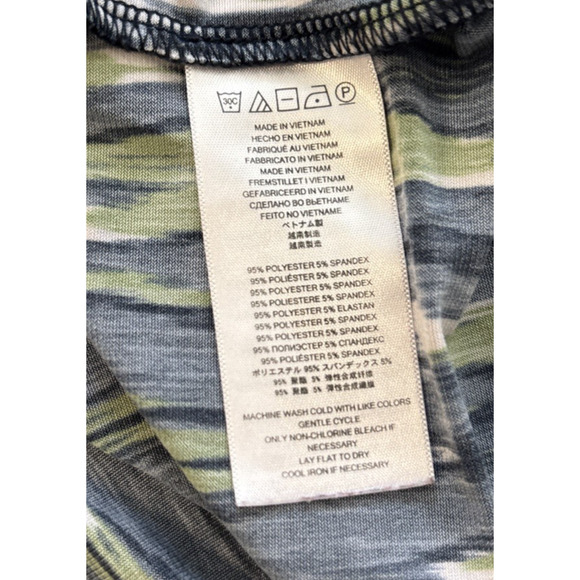 30C P
MADE IN VIETNAM
HECHO EN VIETNAM
FABRIQUÉ AU VIETNAM
FABBRICATO IN VIETNAM
MADE IN VIETNAM
FREMSTILLET I VIETNAM
GEFABRICEERD IN VIETNAM
СДЕЛАНО ВО ВЬЕТНАМЕ
FEITO NO VIETNAME
ベトナム製
越南制造
越南製造
95% POLYESTER 5% SPANDEX
95% POLIÉSTER 5% SPANDEX
95% POLYESTER 5% SPANDEX
95% POLIESTERE 5% SPANDEX
95% POLYESTER 5% ELASTAN
95% POLYESTER 5% SPANDEX
95% POLYESTER 5% SPANDEX
95% ПОЛИЭСТЕР 5% СПАНДЕКС
95% POLIÉSTER 5% SPANDEX
ポリエステル 95% スパンデックス 5%
95% 聚酯 5% 弹性合成纤维
95% 聚酯 5% 彈性合成纖維
MACHINE WASH COLD WITH LIKE COLORS
GENTLE CYCLE
ONLY NON-CHLORINE BLEACH IF
NECESSARY
LAY FLAT TO DRY
COOL IRON IF NECESSARY